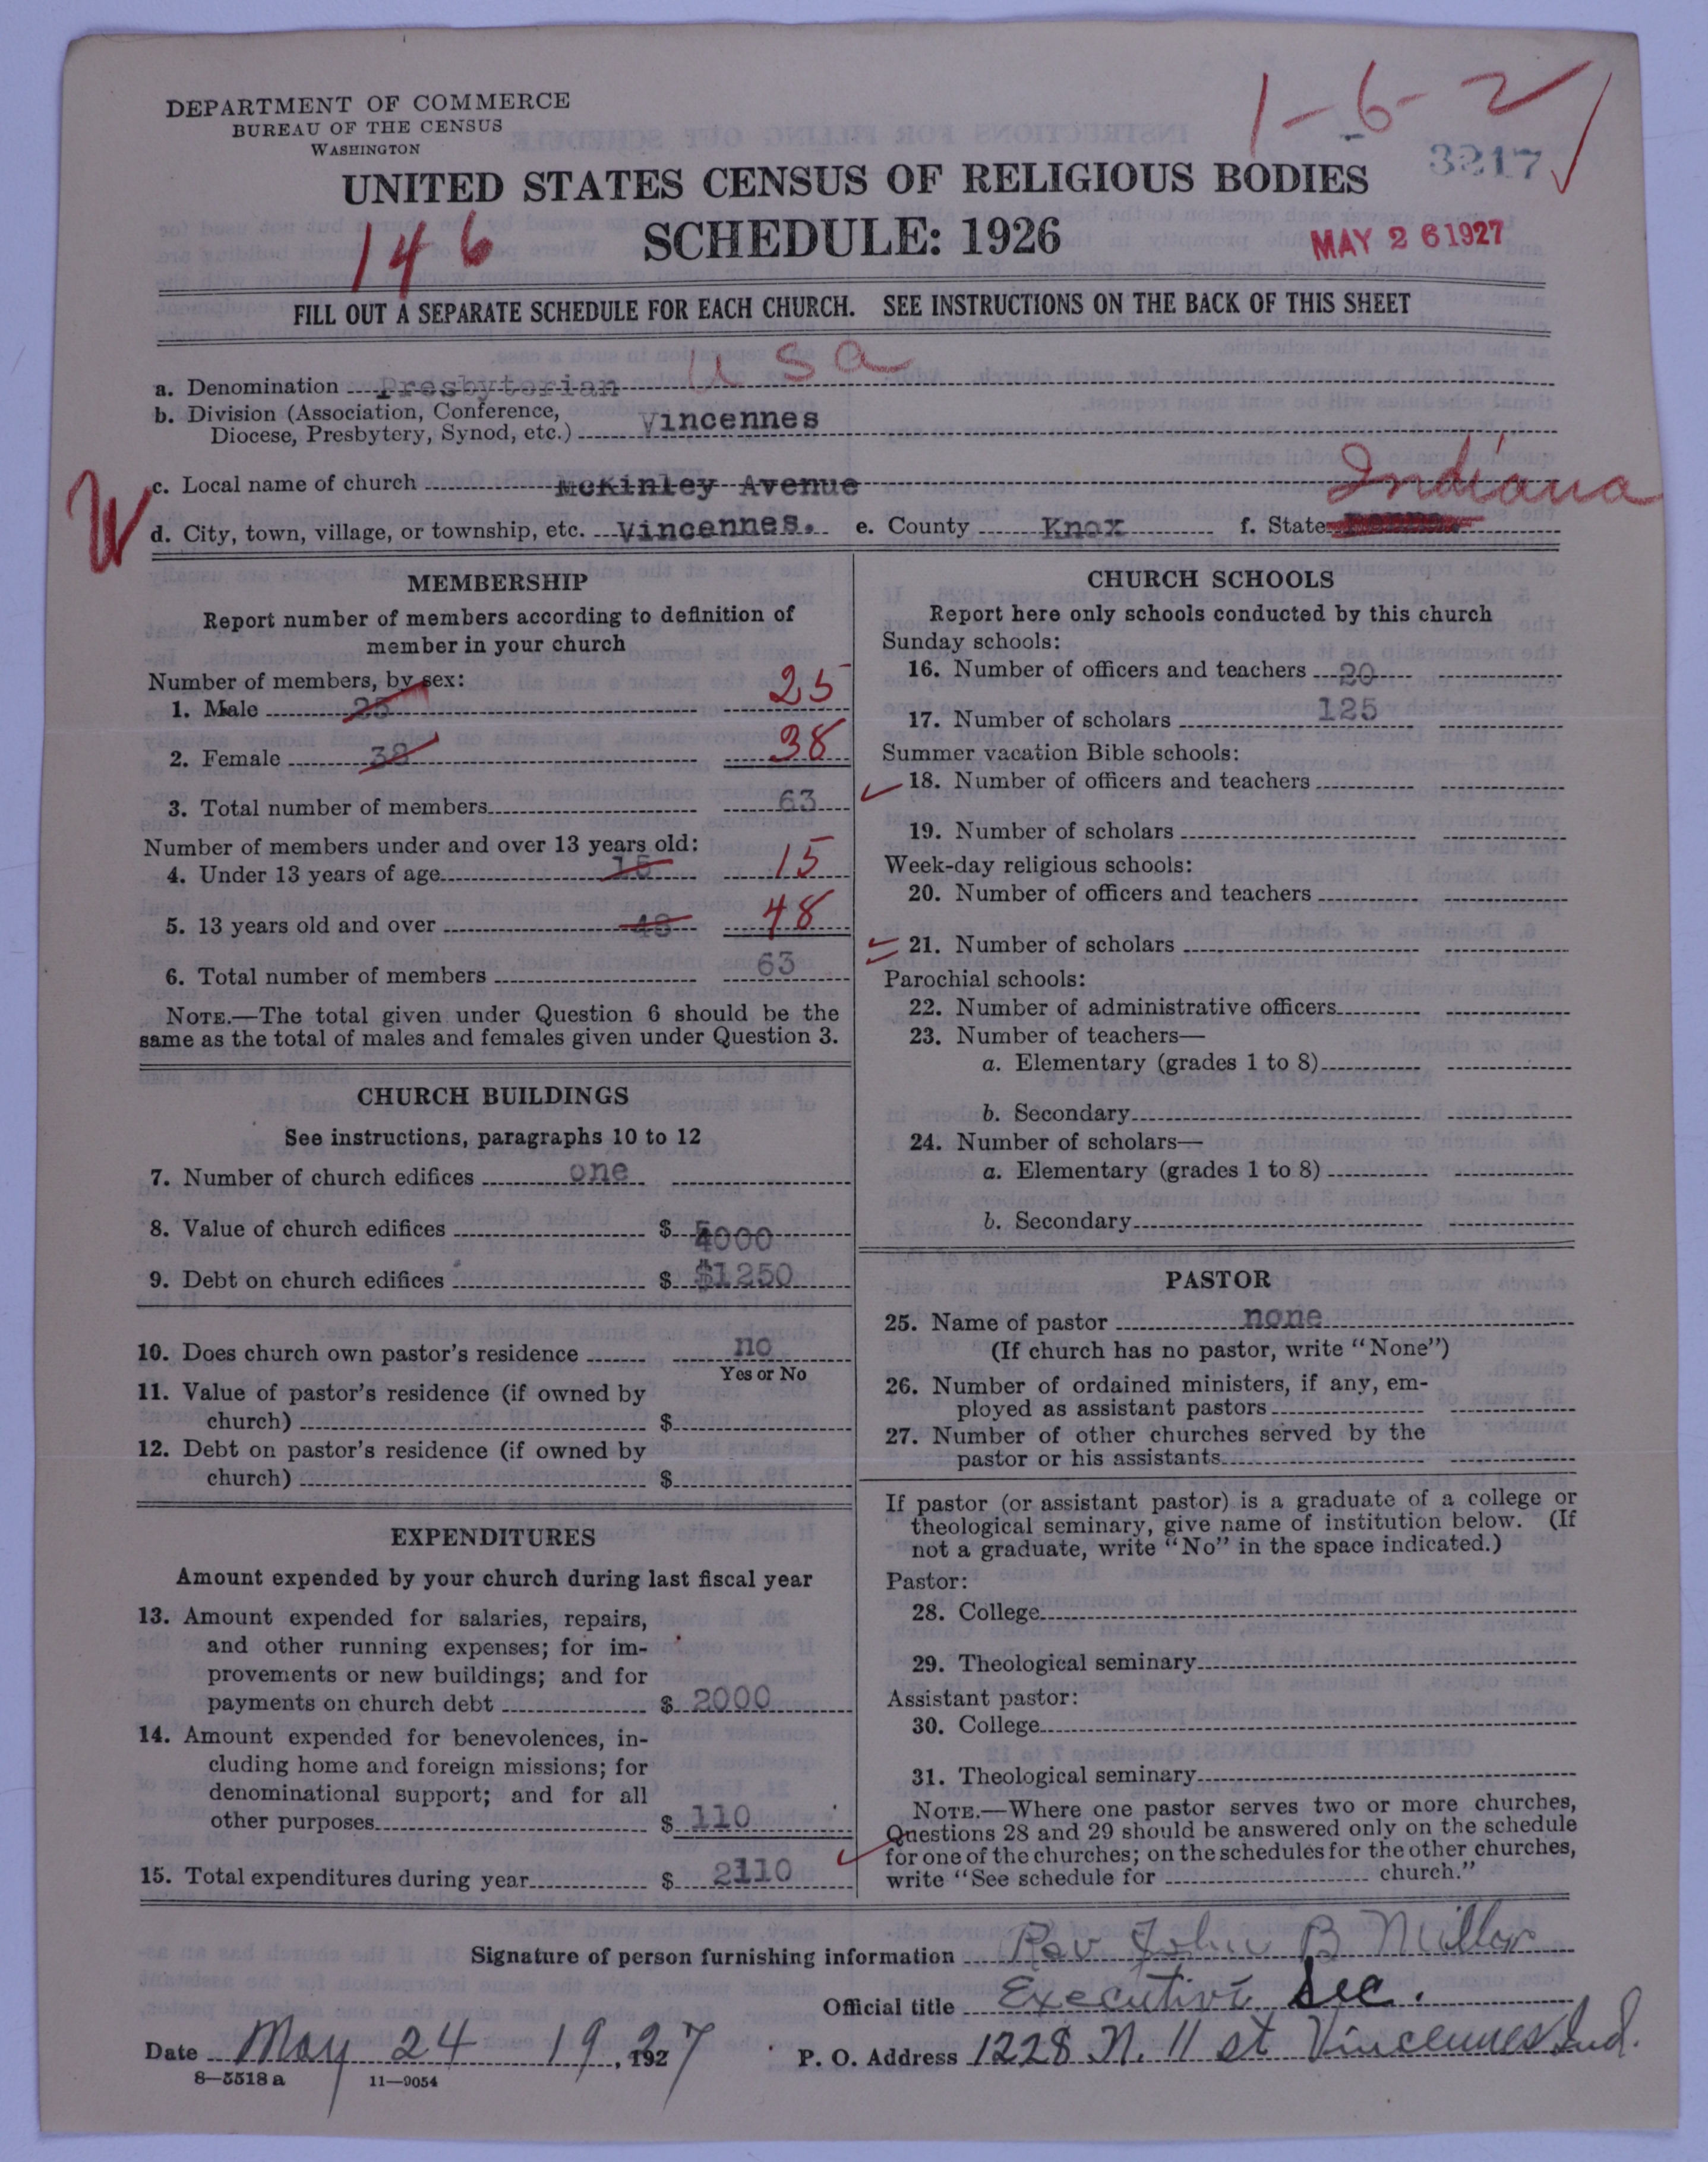 DEPARTMENT OF COMMERCE
BUREAU OF THE CENSUS
WASHINGTON
1-6-2
3217
UNITED STATES CENSUS OF RELIGIOUS BODIES
146
SCHEDULE: 1926
MAY 26 1927
FILL OUT A SEPARATE SCHEDULE FOR EACH CHURCH. SEE INSTRUCTIONS ON THE BACK OF THIS SHEET
a. Denomination Presbyterian U S a
b. Division (Association, Conference,
Diocese, Presbytery, Synod, etc.) Vincennes
W
c. Local name of church McKinley Avenue
Indiana
d. City, town, village, or township, etc. Vincennes. e. County Knox f. State
MEMBERSHIP
Report number of members according to definition of
member in your church
Number of members, by sex:
1. Male 25 25
2. Female 38 38
3. Total number of members 63
Number of members under and over 13 years old:
4. Under 13 years of age 15 15
5. 13 years old and over 48 48
6. Total number of members 63
NOTE.—The total given under Question 6 should be the
same as the total of males and females given under Question 3.
CHURCH BUILDINGS
See instructions, paragraphs 10 to 12
7. Number of church edifices one
8. Value of church edifices $ 000
9. Debt on church edifices $ $1250
10. Does church own pastor's residence no
Yes or No
11. Value of pastor's residence (if owned by
church) $
12. Debt on pastor's residence (if owned by
church) $
EXPENDITURES
Amount expended by your church during last fiscal year
13. Amount expended for salaries, repairs,
and other running expenses; for im-
provements or new buildings; and for
payments on church debt $ 2000
14. Amount expended for benevolences, in-
cluding home and foreign missions; for
denominational support; and for all
other purposes $ 110
15. Total expenditures during year $ 2110
CHURCH SCHOOLS
Report here only schools conducted by this church
Sunday schools:
16. Number of officers and teachers 20
17. Number of scholars 125
Summer vacation Bible schools:
18. Number of officers and teachers
19. Number of scholars
Week-day religious schools:
20. Number of officers and teachers
21. Number of scholars
Parochial schools:
22. Number of administrative officers
23. Number of teachers—
a. Elementary (grades 1 to 8)
b. Secondary
24. Number of scholars—
a. Elementary (grades 1 to 8)
b. Secondary
PASTOR
25. Name of pastor none
(If church has no pastor, write "None")
26. Number of ordained ministers, if any, em-
ployed as assistant pastors
27. Number of other churches served by the
pastor or his assistants
If pastor (or assistant pastor) is a graduate of a college or
theological seminary, give name of institution below. (If
not a graduate, write "No" in the space indicated.)
Pastor:
28. College
29. Theological seminary
Assistant pastor:
30. College
31. Theological seminary
NOTE.—Where one pastor serves two or more churches,
Questions 28 and 29 should be answered only on the schedule
for one of the churches; on the schedules for the other churches,
write "See schedule for church."
Signature of person furnishing information Rev John B Miller
Official title Executive Sec.
Date May 24 19, 1927 P. O. Address 1228 N. 11 st Vincennes Ind.
8—5518 a 11—9054